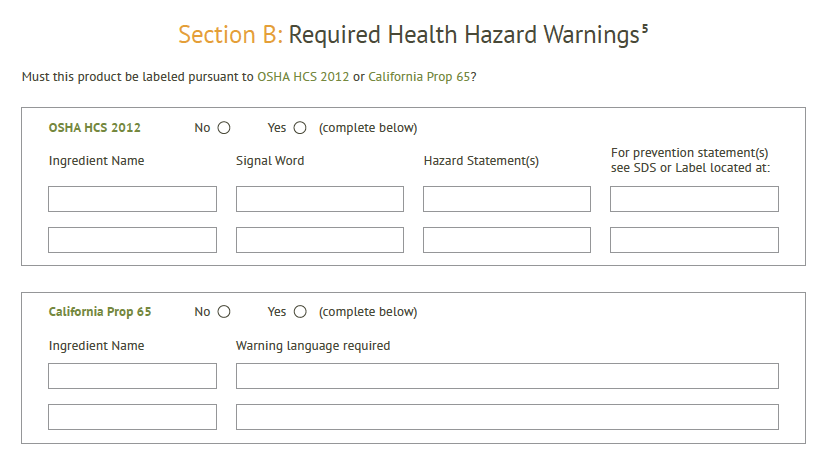 Section B: Required Health Hazard Warnings⁵
Must this product be labeled pursuant to OSHA HCS 2012 or California Prop 65?
OSHA HCS 2012 No Yes (complete below)
Ingredient Name Signal Word Hazard Statement(s) For prevention statement(s)
see SDS or Label located at:
California Prop 65 No Yes (complete below)
Ingredient Name Warning language required